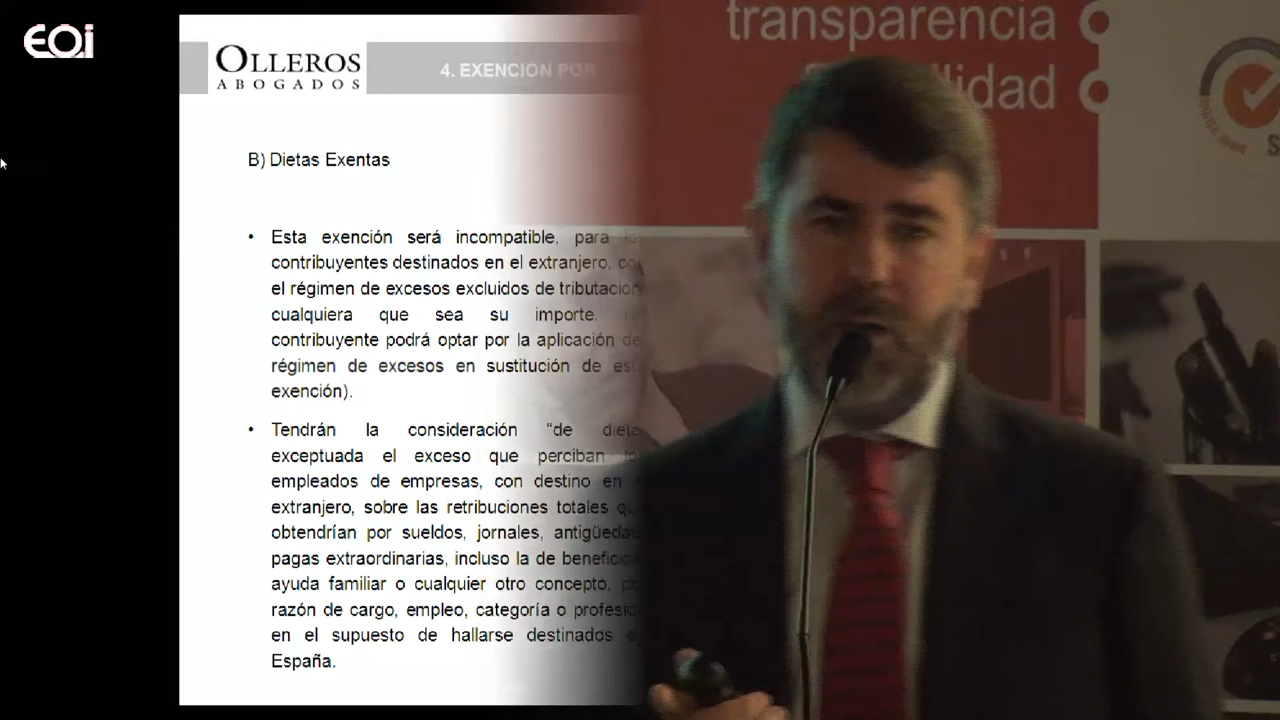 EOi
transparencia
OLLEROS
ABOGADOS
4. EXENCIÓN POR
B) Dietas Exentas
• Esta exención será incompatible, para
contribuyentes destinados en el extranjero,
el régimen de excesos excluidos de tributación
cualquiera que sea su importe.
contribuyente podrá optar por la aplicación
régimen de excesos en sustitución de
exención).
• Tendrán la consideración “de dieta
exceptuada el exceso que perciban
empleados de empresas, con destino en
extranjero, sobre las retribuciones totales
obtendrían por sueldos, jornales, antigüedad
pagas extraordinarias, incluso la de beneficios
ayuda familiar o cualquier otro concepto,
razón de cargo, empleo, categoría o
en el supuesto de hallarse destinados
España.